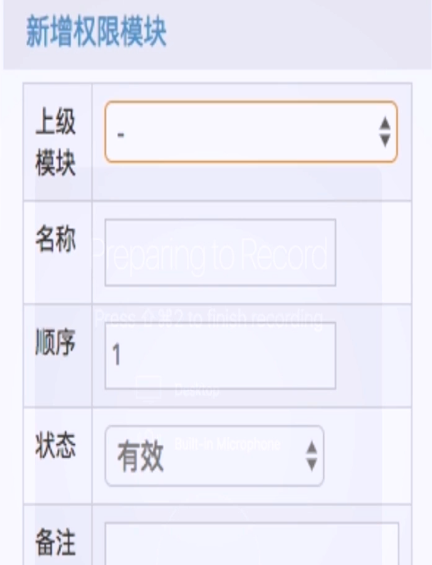 新增权限模块
上级
模块
-
名称
Preparing to Record
Press ⇧⌘2 to finish recording
顺序
1
Desktop
状态
有效
Built-in Microphone
备注